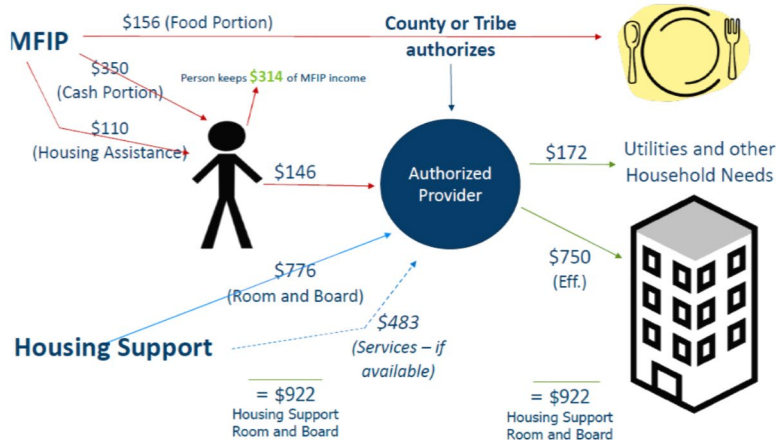 $156 (Food Portion)
County or Tribe
authorizes
MFIP
$350
(Cash Portion)
Person keeps $314 of MFIP income
$110
(Housing Assistance)
$146
Authorized
Provider
$172
Utilities and other
Household Needs
$776
(Room and Board)
$750
(Eff.)
Housing Support
$483
(Services – if
available)
= $922
Housing Support
Room and Board
= $922
Housing Support
Room and Board